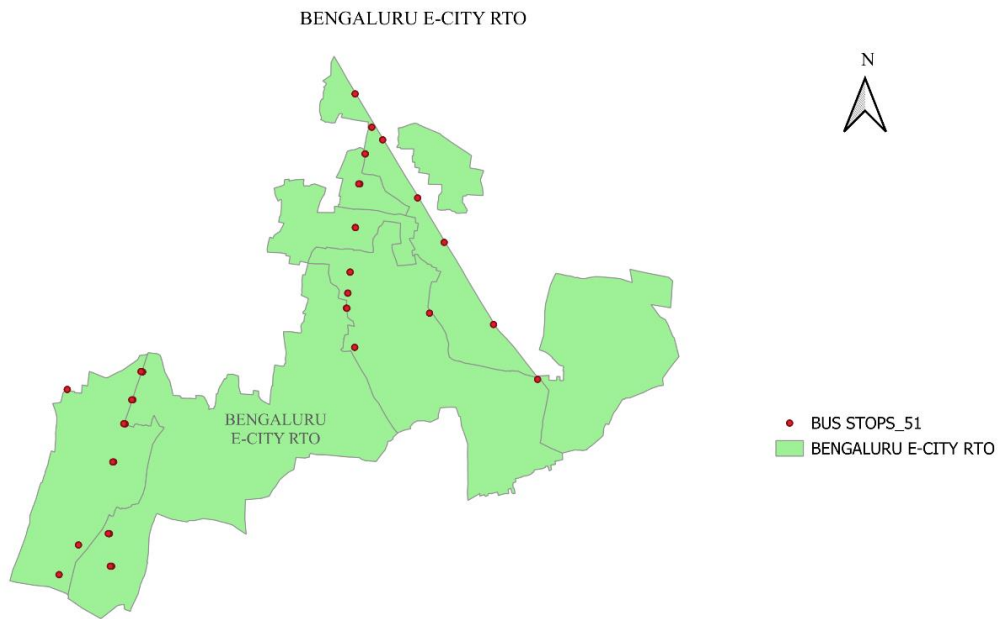 BENGALURU E-CITY RTO
N
BENGALURU
E-CITY RTO
BUS STOPS_51
BENGALURU E-CITY RTO